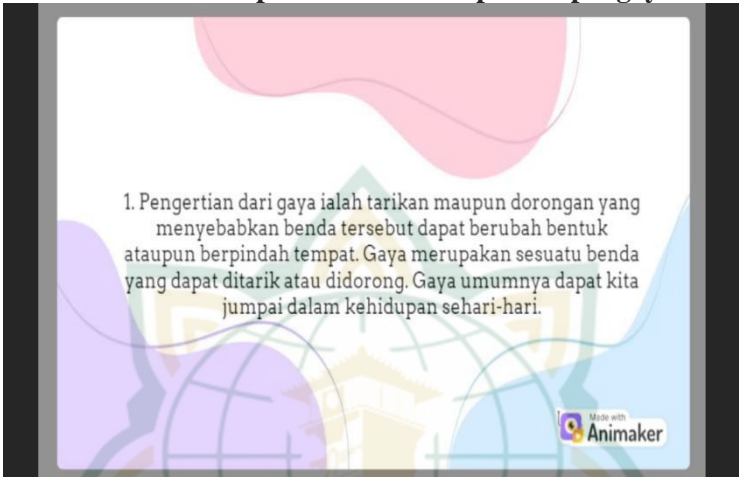 1. Pengertian dari gaya ialah tarikan maupun dorongan yang
menyebabkan benda tersebut dapat berubah bentuk
ataupun berpindah tempat. Gaya merupakan sesuatu benda
yang dapat ditarik atau didorong. Gaya umumnya dapat kita
jumpai dalam kehidupan sehari-hari.
Made with
Animaker